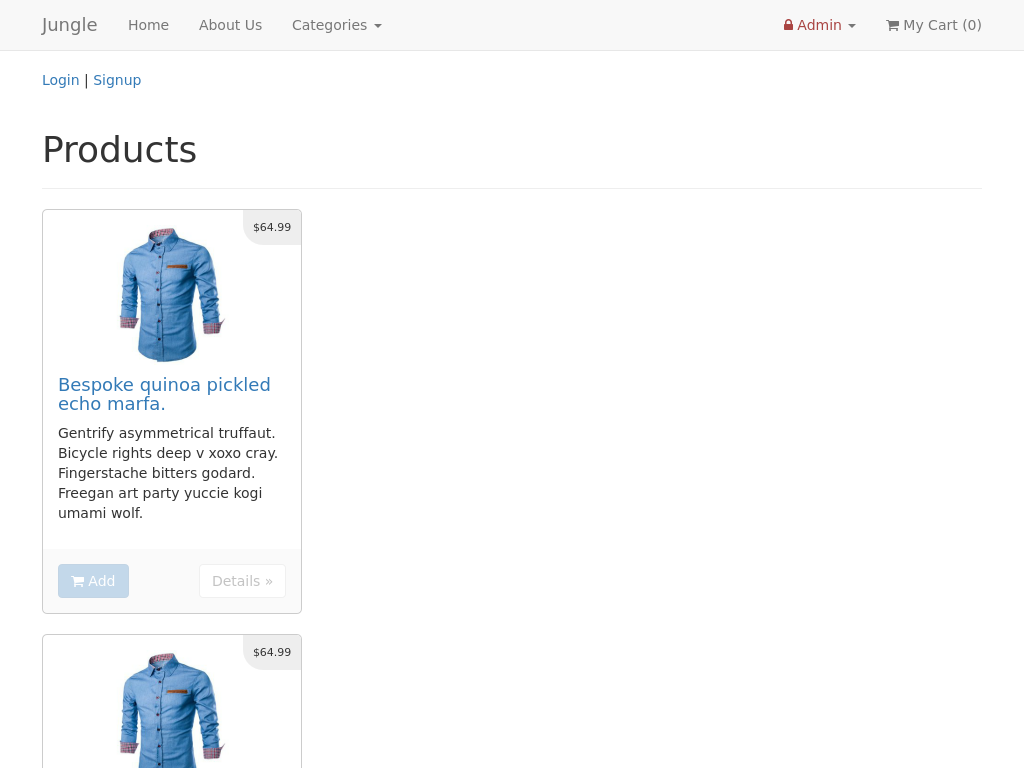 Jungle Home About Us Categories Admin My Cart (0)
Login | Signup
Products
$64.99
Bespoke quinoa pickled
echo marfa.
Gentrify asymmetrical truffaut.
Bicycle rights deep v xoxo cray.
Fingerstache bitters godard.
Freegan art party yuccie kogi
umami wolf.
Add Details »
$64.99